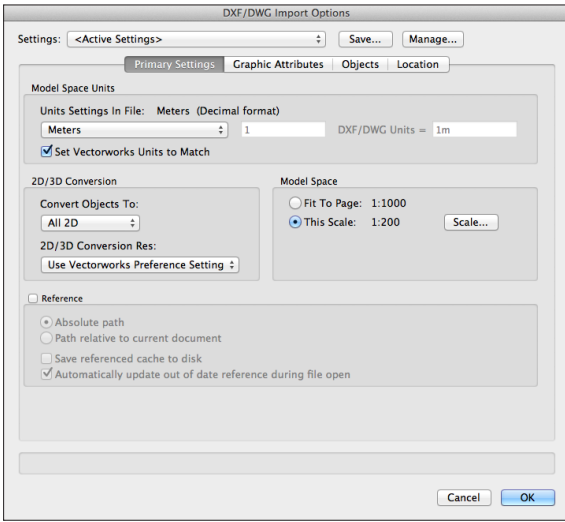 DXF/DWG Import Options
Settings: <Active Settings> Save... Manage...
Primary Settings Graphic Attributes Objects Location
Model Space Units
Units Settings In File: Meters (Decimal format)
Meters 1 DXF/DWG Units = 1m
Set Vectorworks Units to Match
2D/3D Conversion
Convert Objects To:
All 2D
2D/3D Conversion Res:
Use Vectorworks Preference Setting
Model Space
Fit To Page: 1:1000
This Scale: 1:200 Scale...
Reference
Absolute path
Path relative to current document
Save referenced cache to disk
Automatically update out of date reference during file open
Cancel OK